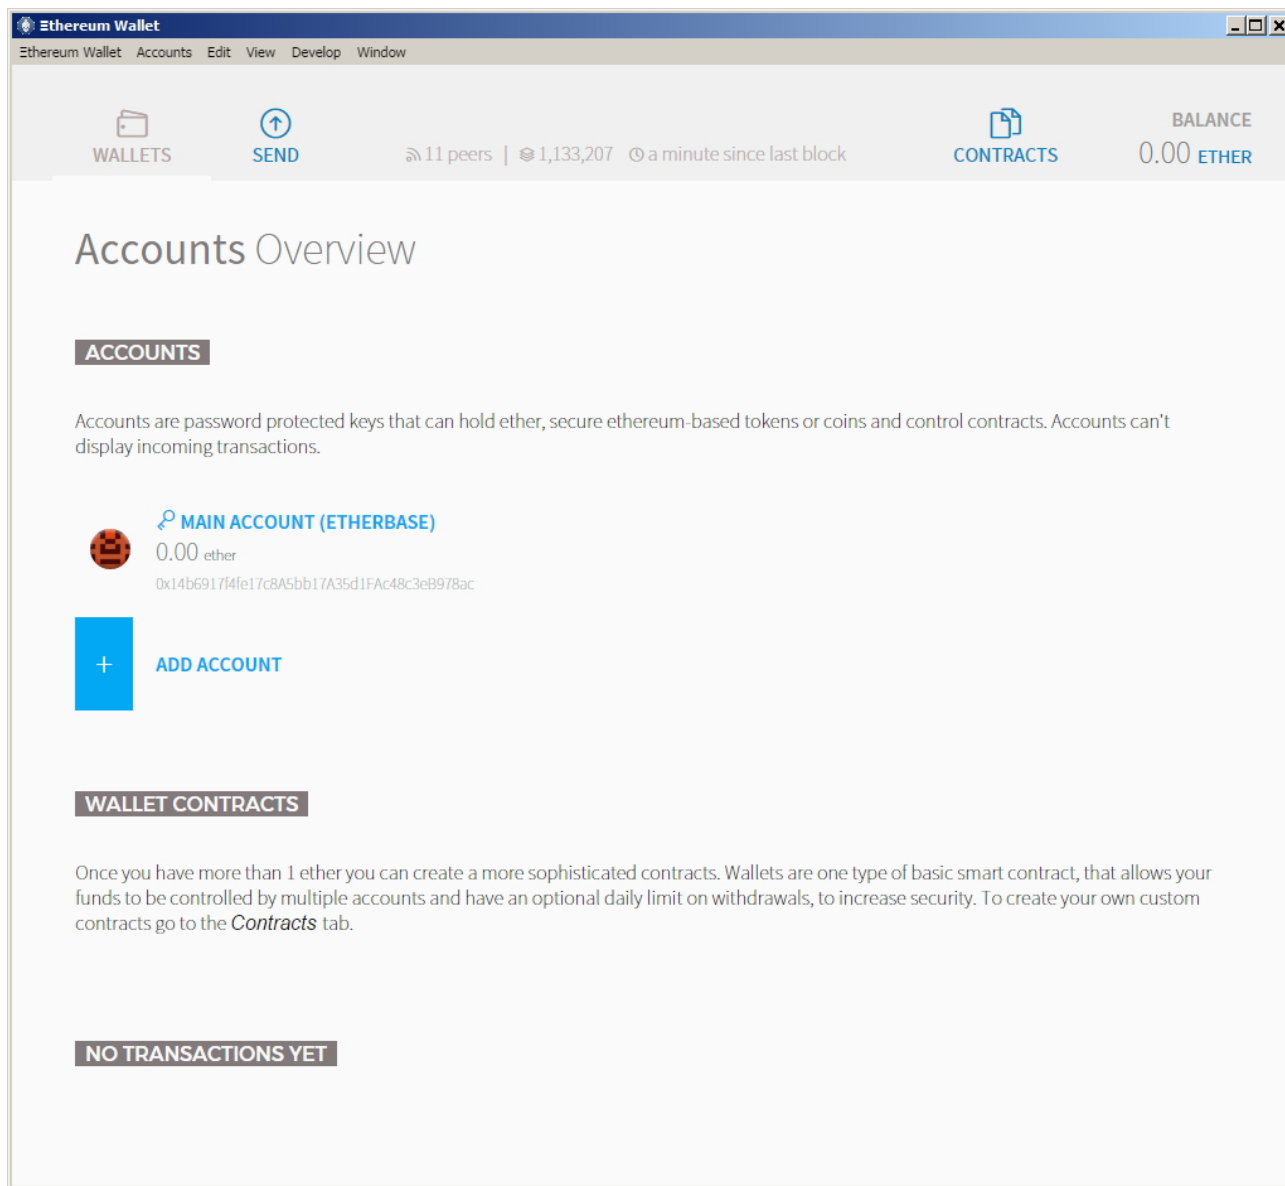 Ξthereum Wallet
Ξthereum Wallet Accounts Edit View Develop Window
WALLETS
SEND
11 peers | 1,133,207 a minute since last block
CONTRACTS
BALANCE
0.00 ETHER
Accounts Overview
ACCOUNTS
Accounts are password protected keys that can hold ether, secure ethereum-based tokens or coins and control contracts. Accounts can't
display incoming transactions.
MAIN ACCOUNT (ETHERBASE)
0.00 ether
0x14b6917f4fe17c8A5bb17A35d1FAc48c3eB978ac
+ ADD ACCOUNT
WALLET CONTRACTS
Once you have more than 1 ether you can create a more sophisticated contracts. Wallets are one type of basic smart contract, that allows your
funds to be controlled by multiple accounts and have an optional daily limit on withdrawals, to increase security. To create your own custom
contracts go to the Contracts tab.
NO TRANSACTIONS YET